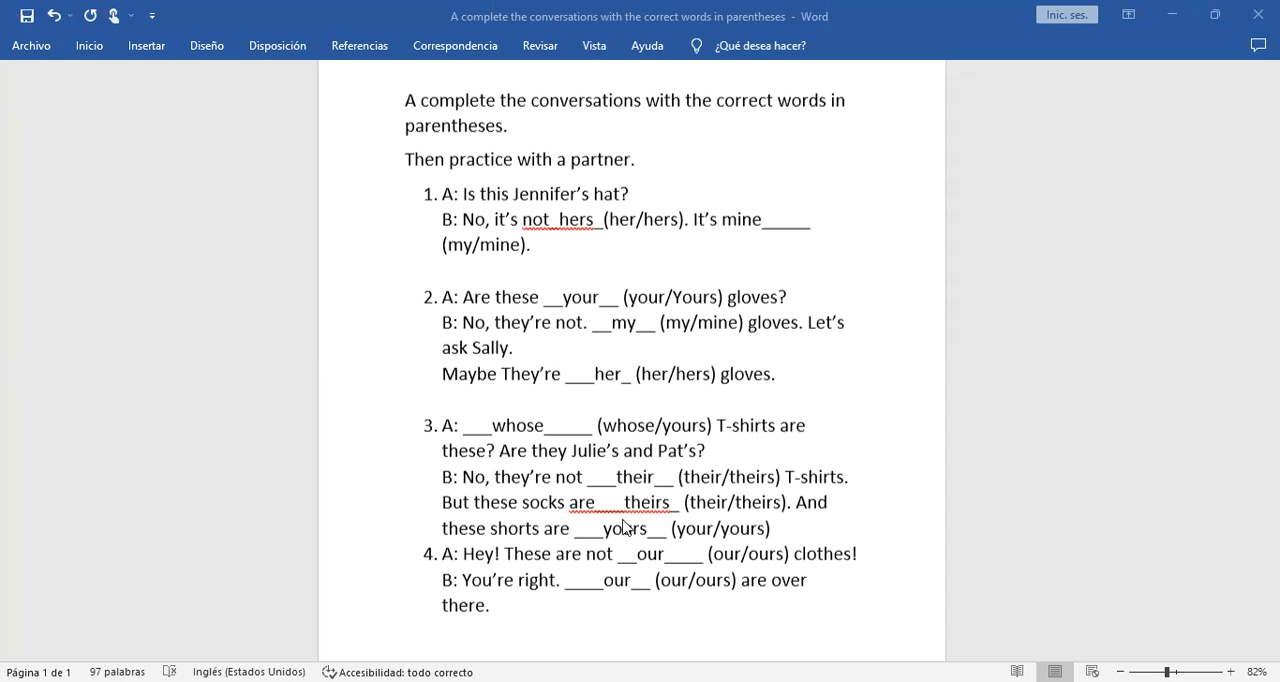 A complete the conversations with the correct words in parentheses - Word
Inic. ses.
Archivo Inicio Insertar Diseño Disposición Referencias Correspondencia Revisar Vista Ayuda ¿Qué desea hacer?
A complete the conversations with the correct words in
parentheses.
Then practice with a partner.
1. A: Is this Jennifer's hat?
B: No, it's not_hers_(her/hers). It's mine_____
(my/mine).
2. A: Are these __your__ (your/Yours) gloves?
B: No, they're not. __my__ (my/mine) gloves. Let's
ask Sally.
Maybe They're ___her_ (her/hers) gloves.
3. A: ___whose_____ (whose/yours) T-shirts are
these? Are they Julie's and Pat's?
B: No, they're not ___their__ (their/theirs) T-shirts.
But these socks are___theirs_ (their/theirs). And
these shorts are ___yours__ (your/yours)
4. A: Hey! These are not __our____ (our/ours) clothes!
B: You're right. ____our__ (our/ours) are over
there.
Página 1 de 1 97 palabras Inglés (Estados Unidos) Accesibilidad: todo correcto 82%